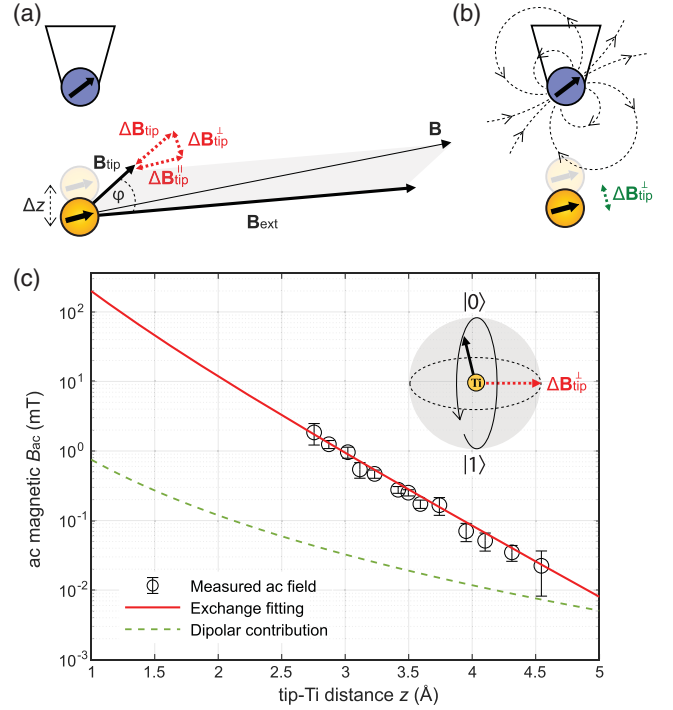 (a)
(b)
ΔB⊥tip
ΔBtip
Btip
B
ΔB∥tip
Δz
φ
Bext
ΔB⊥tip
(c)
ac magnetic Bac (mT)
10²
10¹
10⁰
10⁻¹
10⁻²
10⁻³
|0⟩
Ti
ΔB⊥tip
|1⟩
Measured ac field
Exchange fitting
Dipolar contribution
1 1.5 2 2.5 3 3.5 4 4.5 5
tip-Ti distance z (Å)